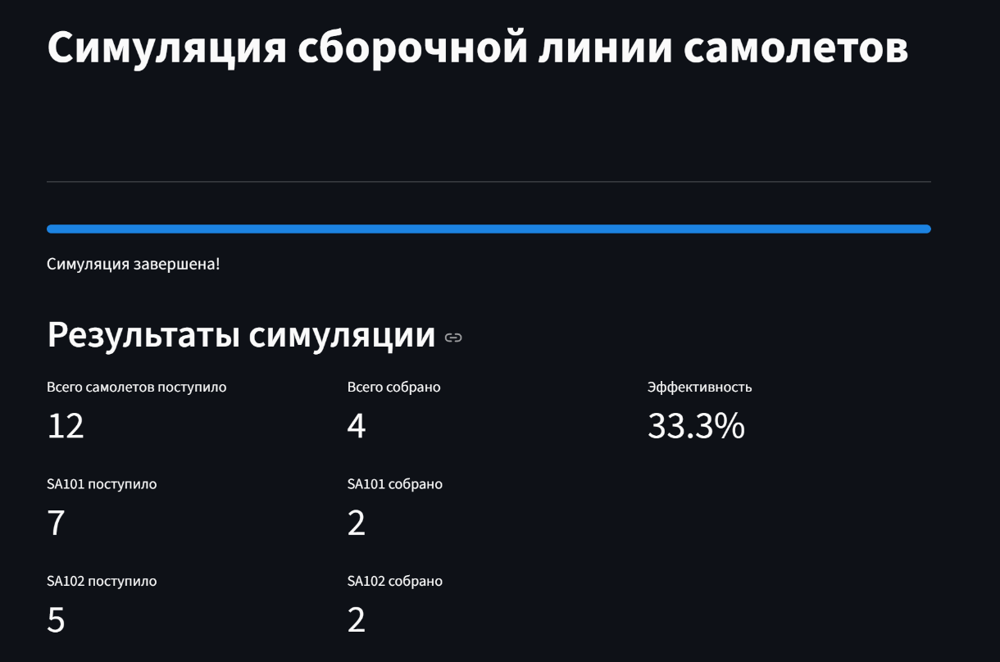 Симуляция сборочной линии самолетов
Симуляция завершена!
Результаты симуляции
Всего самолетов поступило
Всего собрано
Эффективность
12
4
33.3%
SA101 поступило
SA101 собрано
7
2
SA102 поступило
SA102 собрано
5
2